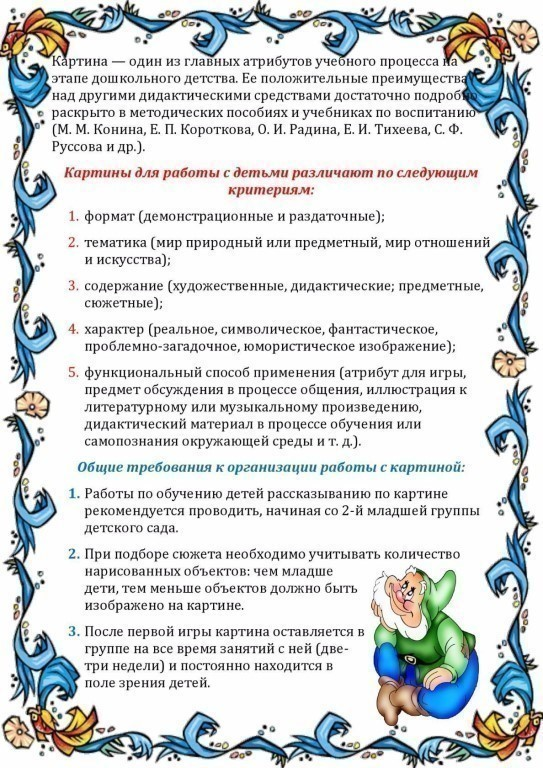 Картина — один из главных атрибутов учебного процесса на
этапе дошкольного детства. Ее положительные преимущества
над другими дидактическими средствами достаточно подробно
раскрыто в методических пособиях и учебниках по воспитанию
(М. М. Конина, Е. П. Короткова, О. И. Радина, Е. И. Тихеева, С. Ф.
Руссова и др.).
Картины для работы с детьми различают по следующим
критериям:
1. формат (демонстрационные и раздаточные);
2. тематика (мир природный или предметный, мир отношений
и искусства);
3. содержание (художественные, дидактические; предметные,
сюжетные);
4. характер (реальное, символическое, фантастическое,
проблемно-загадочное, юмористическое изображение);
5. функциональный способ применения (атрибут для игры,
предмет обсуждения в процессе общения, иллюстрация к
литературному или музыкальному произведению,
дидактический материал в процессе обучения или
самопознания окружающей среды и т. д.).
Общие требования к организации работы с картиной:
1. Работы по обучению детей рассказыванию по картине
рекомендуется проводить, начиная со 2-й младшей группы
детского сада.
2. При подборе сюжета необходимо учитывать количество
нарисованных объектов: чем младше
дети, тем меньше объектов должно быть
изображено на картине.
3. После первой игры картина оставляется в
группе на все время занятий с ней (две-
три недели) и постоянно находится в
поле зрения детей.